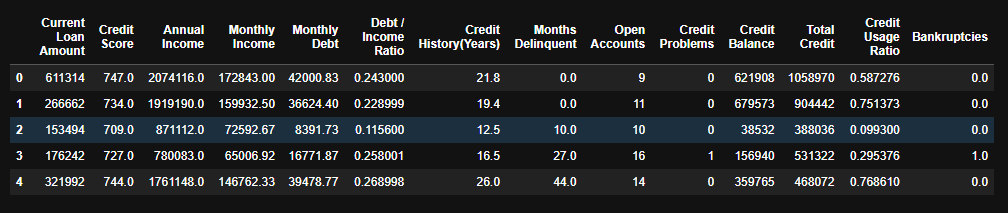 Current Loan Amount Credit Score Annual Income Monthly Income Monthly Debt Debt / Income Ratio Credit History(Years) Months Delinquent Open Accounts Credit Problems Credit Balance Total Credit Credit Usage Ratio Bankruptcies
0 611314 747.0 2074116.0 172843.00 42000.83 0.243000 21.8 0.0 9 0 621908 1058970 0.587276 0.0
1 266662 734.0 1919190.0 159932.50 36624.40 0.228999 19.4 0.0 11 0 679573 904442 0.751373 0.0
2 153494 709.0 871112.0 72592.67 8391.73 0.115600 12.5 10.0 10 0 38532 388036 0.099300 0.0
3 176242 727.0 780083.0 65006.92 16771.87 0.258001 16.5 27.0 16 1 156940 531322 0.295376 1.0
4 321992 744.0 1761148.0 146762.33 39478.77 0.268998 26.0 44.0 14 0 359765 468072 0.768610 0.0